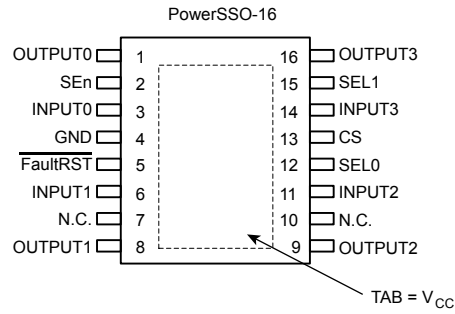 PowerSSO-16
OUTPUT0 1 16 OUTPUT3
SEn 2 15 SEL1
INPUT0 3 14 INPUT3
GND 4 13 CS
FaultRST 5 12 SEL0
INPUT1 6 11 INPUT2
N.C. 7 10 N.C.
OUTPUT1 8 9 OUTPUT2
TAB = VCC